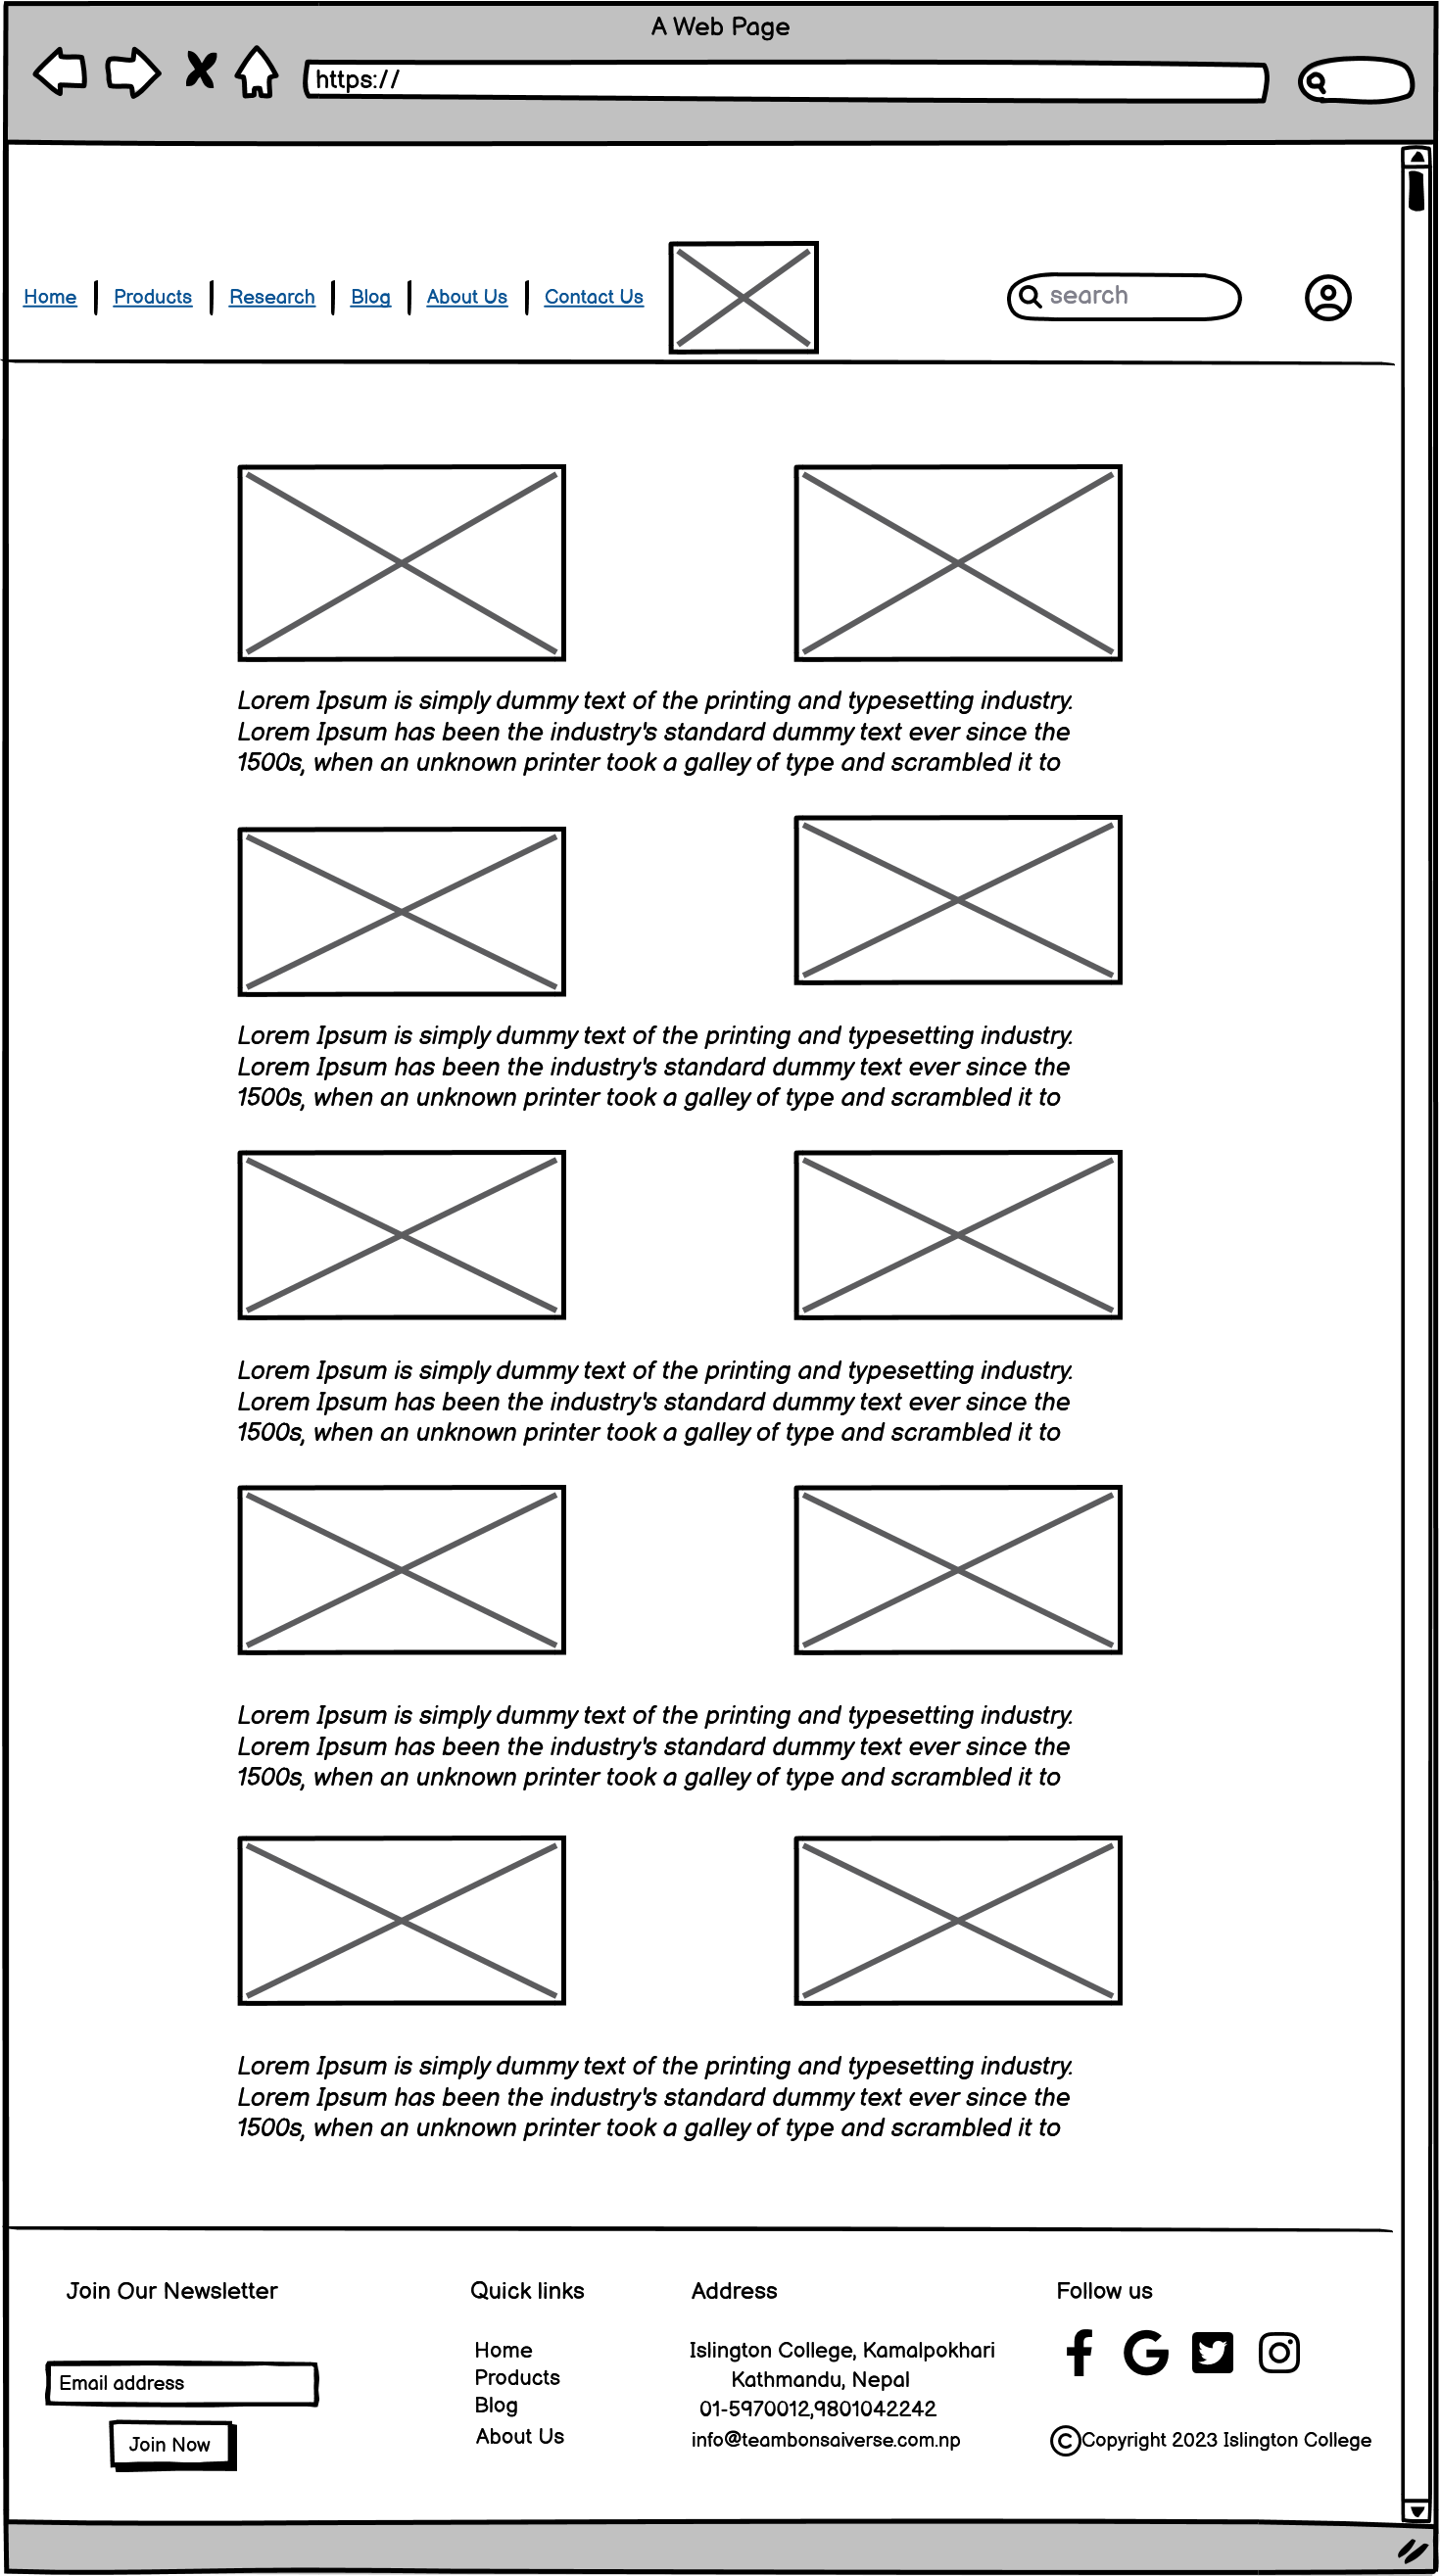 A Web Page
https://
Home Products Research Blog About Us Contact Us
search
Lorem Ipsum is simply dummy text of the printing and typesetting industry.
Lorem Ipsum has been the industry's standard dummy text ever since the
1500s, when an unknown printer took a galley of type and scrambled it to
Lorem Ipsum is simply dummy text of the printing and typesetting industry.
Lorem Ipsum has been the industry's standard dummy text ever since the
1500s, when an unknown printer took a galley of type and scrambled it to
Lorem Ipsum is simply dummy text of the printing and typesetting industry.
Lorem Ipsum has been the industry's standard dummy text ever since the
1500s, when an unknown printer took a galley of type and scrambled it to
Lorem Ipsum is simply dummy text of the printing and typesetting industry.
Lorem Ipsum has been the industry's standard dummy text ever since the
1500s, when an unknown printer took a galley of type and scrambled it to
Lorem Ipsum is simply dummy text of the printing and typesetting industry.
Lorem Ipsum has been the industry's standard dummy text ever since the
1500s, when an unknown printer took a galley of type and scrambled it to
Join Our Newsletter
Email address
Join Now
Quick links
Home
Products
Blog
About Us
Address
Islington College, Kamalpokhari
Kathmandu, Nepal
01-5970012,9801042242
info@teambonsaiverse.com.np
Follow us
©Copyright 2023 Islington College